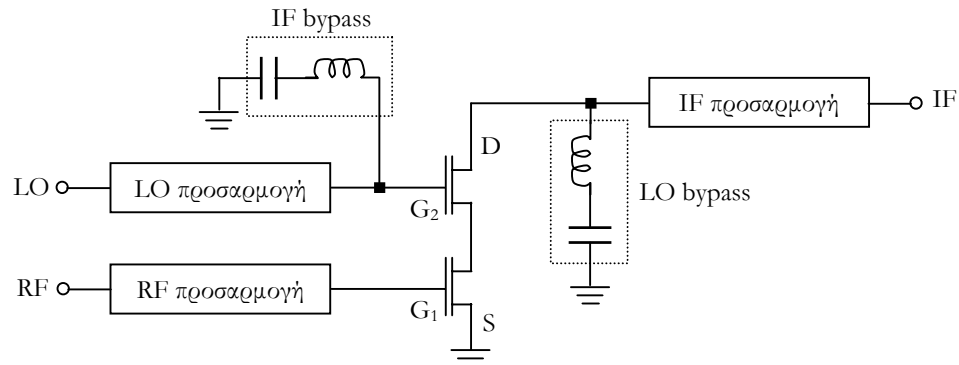 IF bypass
IF προσαρμογή
IF
D
LO
LO προσαρμογή
G2
LO bypass
RF
RF προσαρμογή
G1
S